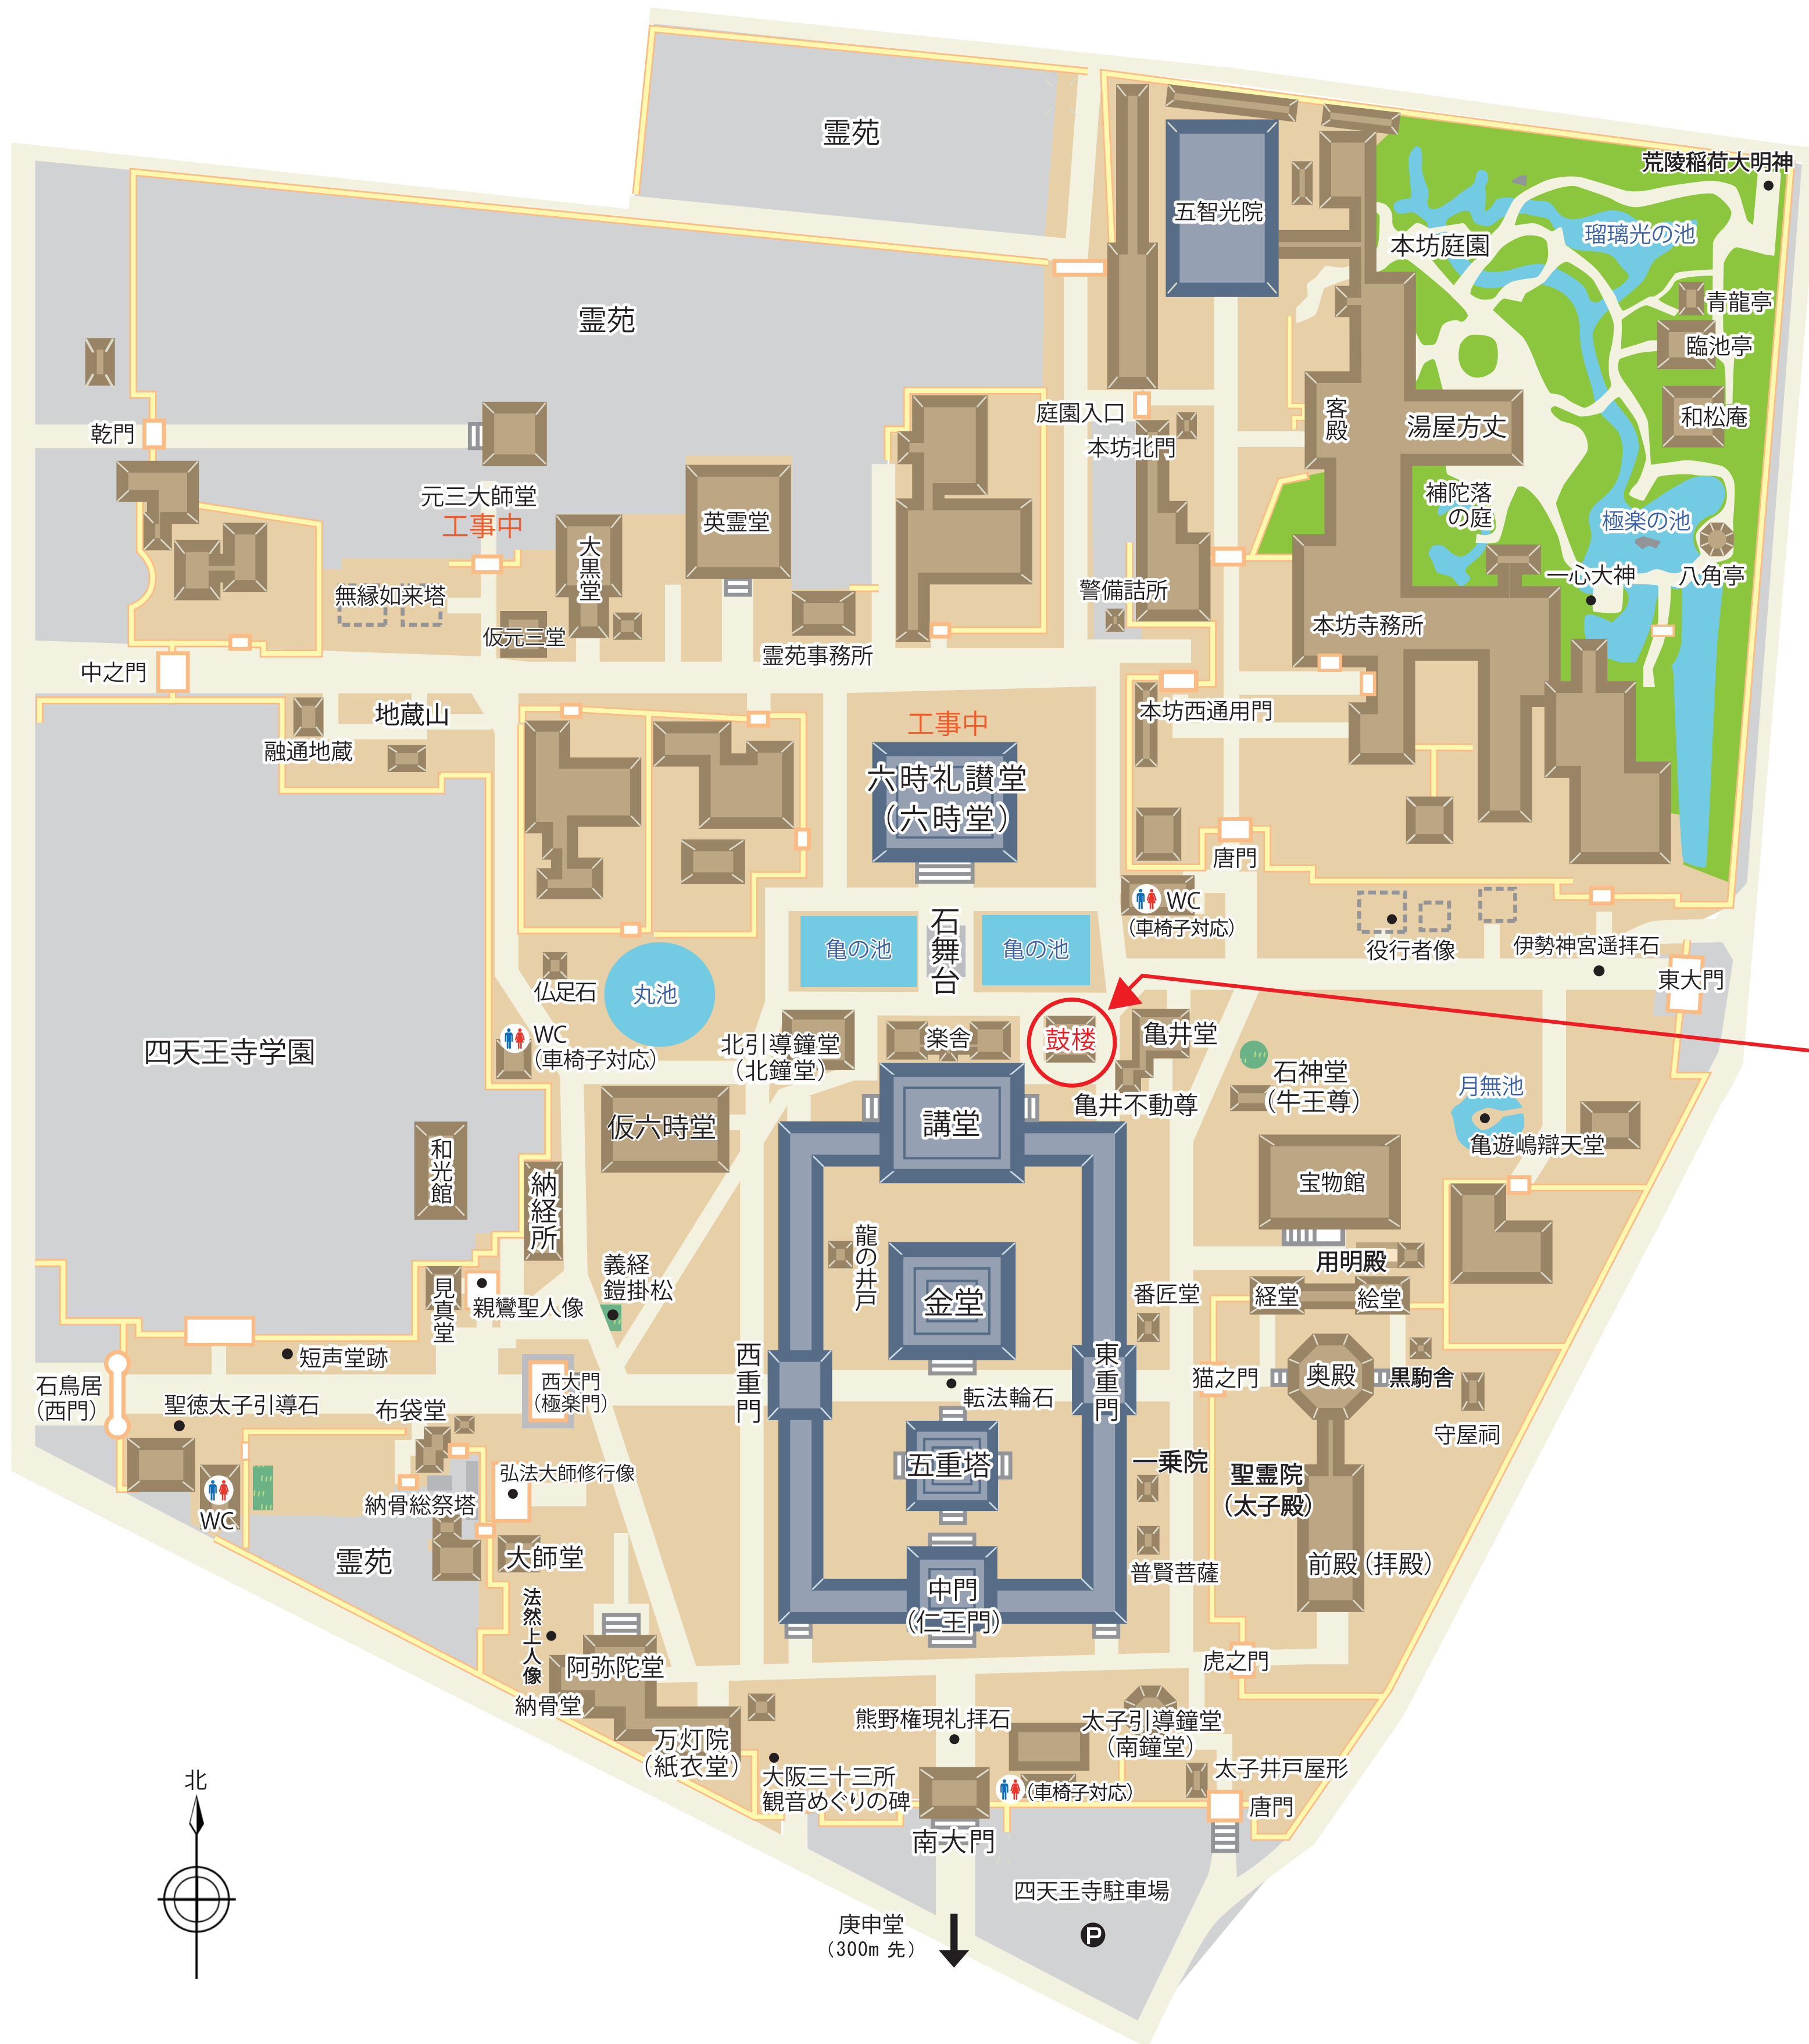 霊苑
荒陵稲荷大明神
五智光院
瑠璃光の池
本坊庭園
青龍亭
霊苑
臨池亭
庭園入口
客殿
和松庵
湯屋方丈
乾門
本坊北門
元三大師堂
工事中
英霊堂
補陀落
の庭
極楽の池
大黒堂
一心大神
八角亭
警備詰所
無縁如来塔
仮元三堂
本坊寺務所
霊苑事務所
中之門
地蔵山
本坊西通用門
工事中
融通地蔵
六時礼讃堂
（六時堂）
唐門
WC
（車椅子対応）
石舞台
亀の池
亀の池
役行者像
伊勢神宮遥拝石
東大門
仏足石
丸池
WC
（車椅子対応）
北引導鐘堂
（北鐘堂）
楽舎
鼓楼
亀井堂
四天王寺学園
石神堂
（牛王尊）
月無池
亀井不動尊
講堂
仮六時堂
亀遊嶋辯天堂
和光館
納経所
宝物館
龍の井戸
義経
鎧掛松
用明殿
見真堂
親鸞聖人像
金堂
番匠堂
経堂
絵堂
短声堂跡
西重門
東重門
石鳥居
（西門）
聖徳太子引導石
布袋堂
西大門
（極楽門）
転法輪石
猫之門
奥殿
黒駒舎
守屋祠
五重塔
一乗院
弘法大師修行像
聖霊院
（太子殿）
WC
納骨総祭塔
霊苑
大師堂
中門
（仁王門）
普賢菩薩
前殿（拝殿）
法然上人像
阿弥陀堂
虎之門
納骨堂
万灯院
（紙衣堂）
熊野権現礼拝石
太子引導鐘堂
（南鐘堂）
大阪三十三所
観音めぐりの碑
（車椅子対応）
太子井戸屋形
唐門
北
南大門
四天王寺駐車場
P
庚申堂
（300m 先）